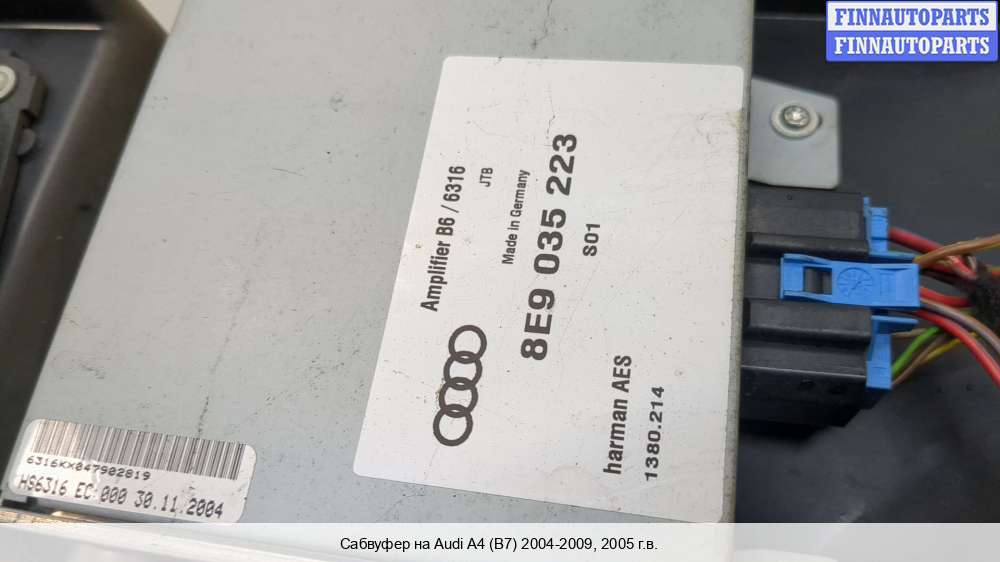 FINNAUTOPARTS
FINNAUTOPARTS
Amplifier B6 / 6316
JTB
Made in Germany
8E9 035 223
S01
harman AES
1380.214
6316KX047902819
HS6316 EC:000 30.11.2004
Сабвуфер на Audi A4 (B7) 2004-2009, 2005 г.в.